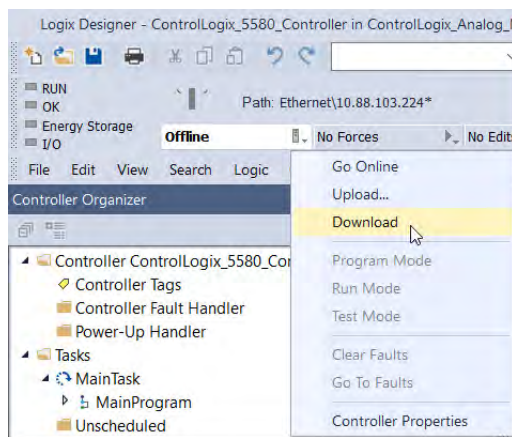 Logix Designer - ControlLogix_5580_Controller in ControlLogix_Analog_
RUN
OK
Energy Storage
I/O
Path: Ethernet\10.88.103.224*
Offline
No Forces
No Edits
File Edit View Search Logic
Go Online
Upload...
Download
Program Mode
Run Mode
Test Mode
Clear Faults
Go To Faults
Controller Properties
Controller Organizer
Controller ControlLogix_5580_Co
Controller Tags
Controller Fault Handler
Power-Up Handler
Tasks
MainTask
MainProgram
Unscheduled